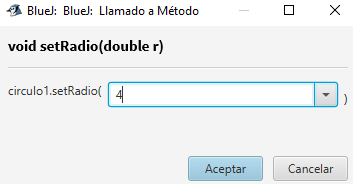 BlueJ: BlueJ: Llamado a Método
void setRadio(double r)
circulo1.setRadio( 4 )
Aceptar Cancelar